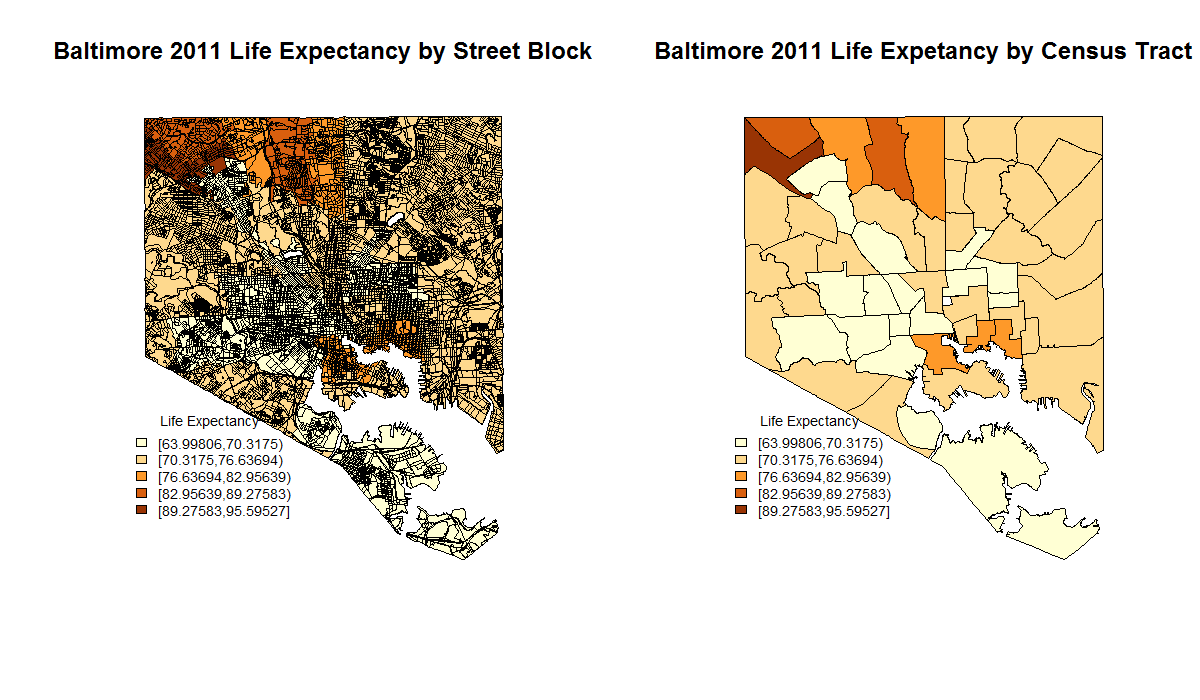 Baltimore 2011 Life Expectancy by Street Block
Life Expectancy
[63.99806,70.3175)
[70.3175,76.63694)
[76.63694,82.95639)
[82.95639,89.27583)
[89.27583,95.59527]
Baltimore 2011 Life Expetancy by Census Tract
Life Expectancy
[63.99806,70.3175)
[70.3175,76.63694)
[76.63694,82.95639)
[82.95639,89.27583)
[89.27583,95.59527]